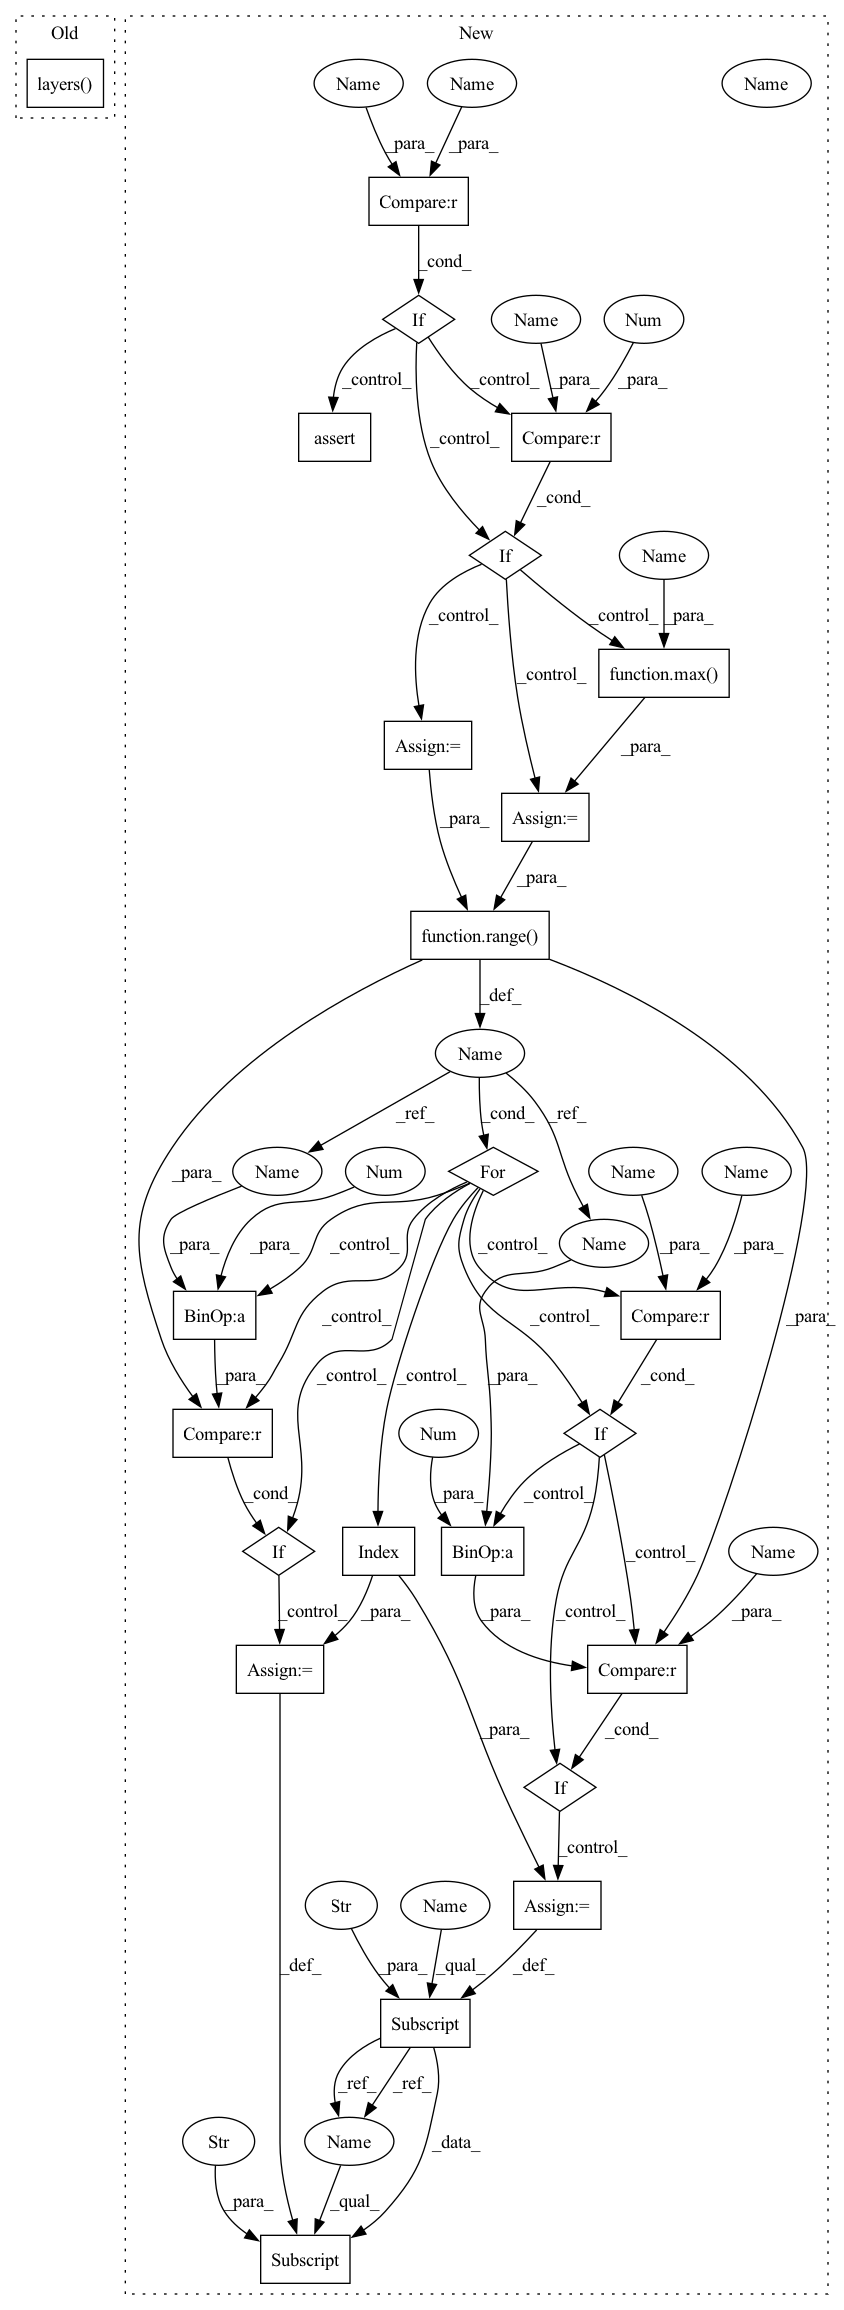 Old
New
layers()
Name
Name
Name
_para_
_para_
Compare:r
_cond_
If
Name
Num
_control_
_control_
_para_
_para_
assert
_control_
Compare:r
_cond_
If
Name
_control_
_control_
_para_
_control_
function.max()
Assign:=
_para_
Assign:=
_para_
_para_
function.range()
_def_
Name
_ref_
_cond_
_ref_
_para_
Name
Num
For
Name
Name
_para_
_para_
_control_
_control_
Name
_para_
_para_
BinOp:a
_control_
_control_
Compare:r
_para_
_para_
_control_
_control_
_para_
_cond_
Compare:r
Num
If
_cond_
_para_
_control_
If
Index
BinOp:a
_control_
Name
_control_
_para_
_para_
_control_
_para_
Assign:=
Compare:r
_para_
_cond_
If
_control_
Str
Name
Assign:=
_def_
_para_
_qual_
_def_
Subscript
_ref_
_ref_
Str
Name
_data_
_para_
_qual_
Subscript